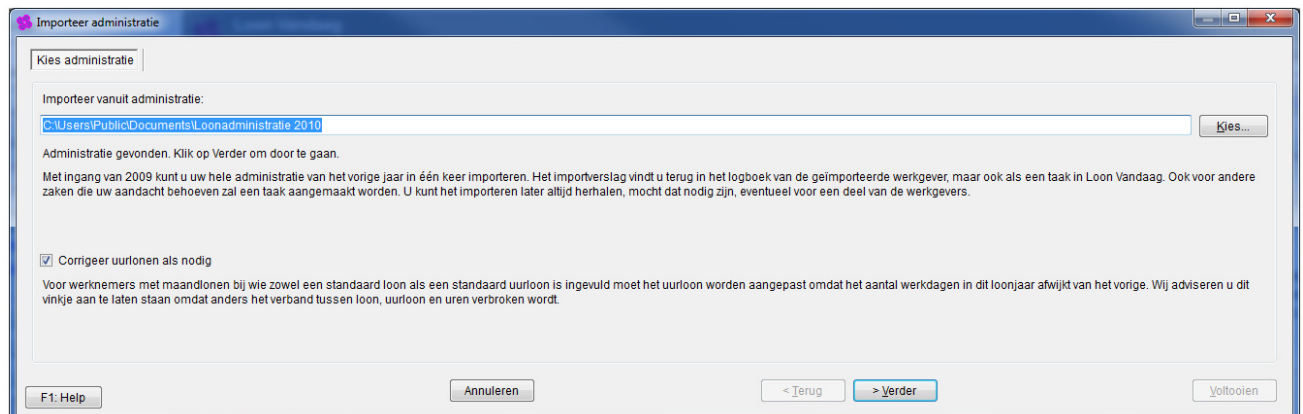 Importeer administratie
Loon Vandaag
Kies administratie
Importeer vanuit administratie:
C:\Users\Public\Documents\Loonadministratie 2010
Kies...
Administratie gevonden. Klik op Verder om door te gaan.
Met ingang van 2009 kunt u uw hele administratie van het vorige jaar in één keer importeren. Het importverslag vindt u terug in het logboek van de geïmporteerde werkgever, maar ook als een taak in Loon Vandaag. Ook voor andere
zaken die uw aandacht behoeven zal een taak aangemaakt worden. U kunt het importeren later altijd herhalen, mocht dat nodig zijn, eventueel voor een deel van de werkgevers.
Corrigeer uurlonen als nodig
Voor werknemers met maandlonen bij wie zowel een standaard loon als een standaard uurloon is ingevuld moet het uurloon worden aangepast omdat het aantal werkdagen in dit loonjaar afwijkt van het vorige. Wij adviseren u dit
vinkje aan te laten staan omdat anders het verband tussen loon, uurloon en uren verbroken wordt.
F1: Help
Annuleren
< Terug
> Verder
Voltooien